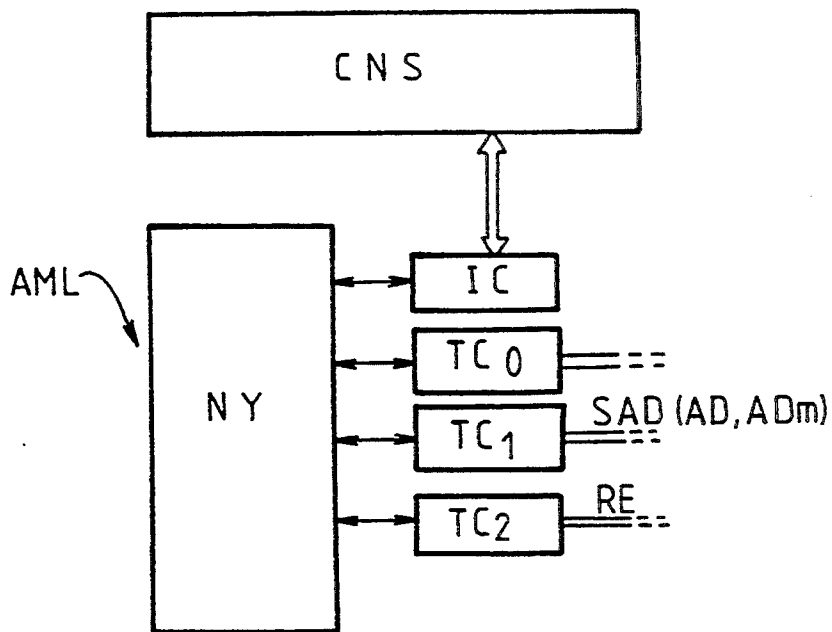 CNS
IC
AML
TC0
NY
SAD (AD, ADm)
TC1
RE
TC2